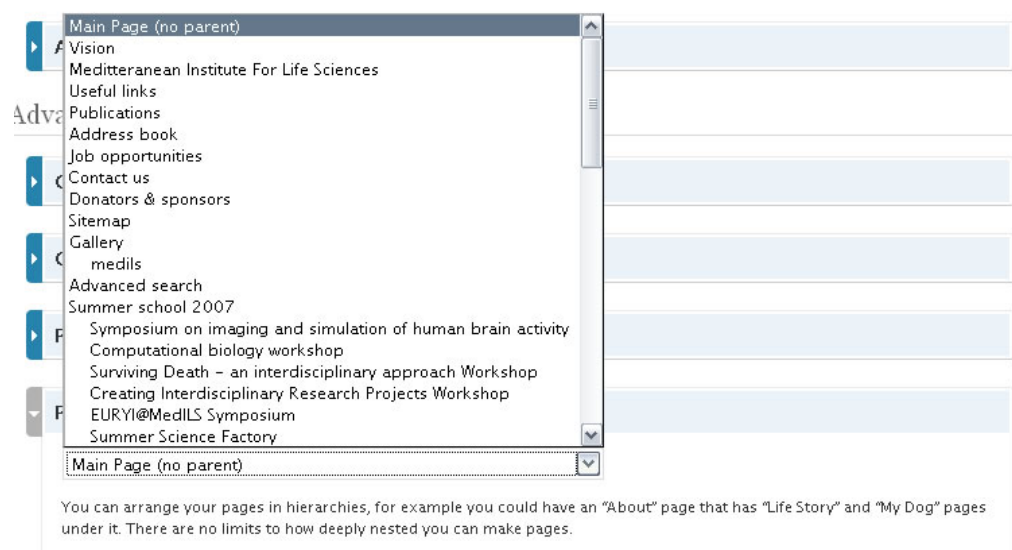 Main Page (no parent)
Vision
Meditteranean Institute For Life Sciences
Useful links
Publications
Address book
Job opportunities
Contact us
Donators & sponsors
Sitemap
Gallery
medils
Advanced search
Summer school 2007
Symposium on imaging and simulation of human brain activity
Computational biology workshop
Surviving Death – an interdisciplinary approach Workshop
Creating Interdisciplinary Research Projects Workshop
EURYI@MedILS Symposium
Summer Science Factory
Main Page (no parent)
You can arrange your pages in hierarchies, for example you could have an “About” page that has “Life Story” and “My Dog” pages
under it. There are no limits to how deeply nested you can make pages.